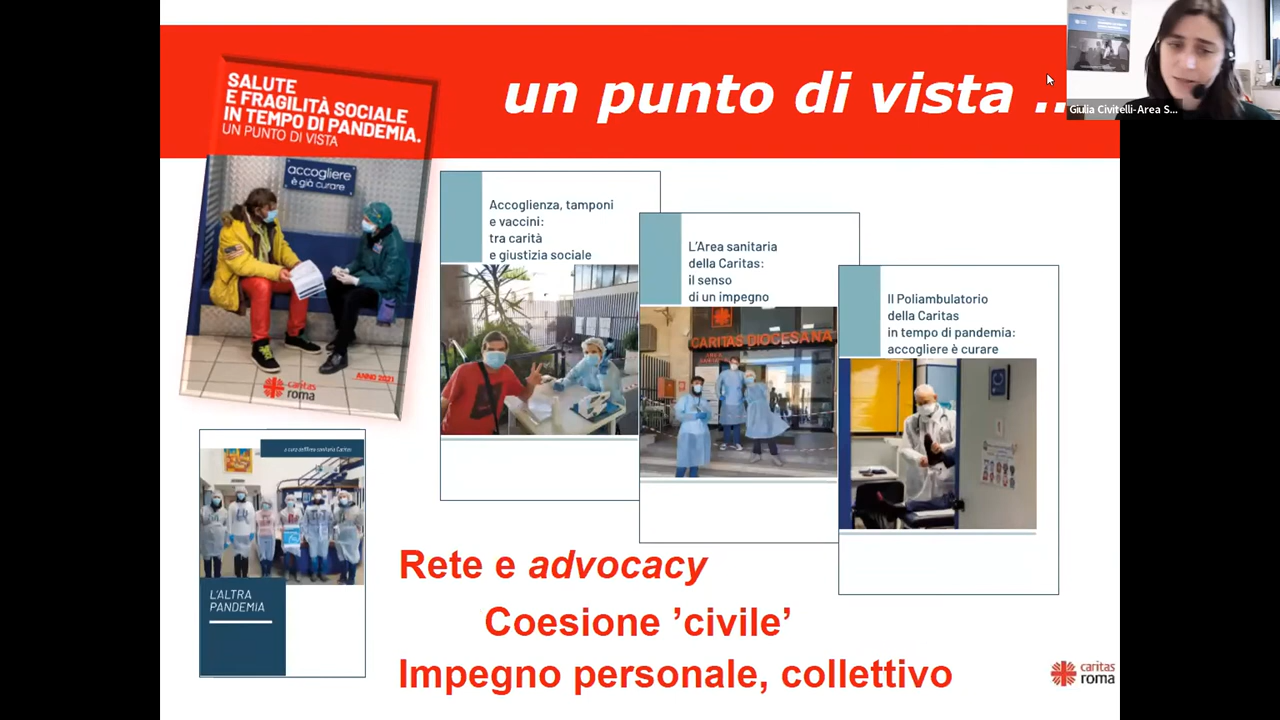 un punto di vista ..
Giulia Civitelli-Area S...
SALUTE
E FRAGILITÀ SOCIALE
IN TEMPO DI PANDEMIA.
UN PUNTO DI VISTA
accogliere
è già curare
ANNO 2021
caritas
roma
Accoglienza, tamponi
e vaccini:
tra carità
e giustizia sociale
L'Area sanitaria
della Caritas:
il senso
di un impegno
CARITAS DIOCESANA
Il Poliambulatorio
della Caritas
in tempo di pandemia:
accogliere è curare
a cura dell'Area sanitaria Caritas
L'ALTRA
PANDEMIA
Rete e advocacy
Coesione ’civile’
Impegno personale, collettivo
caritas
roma